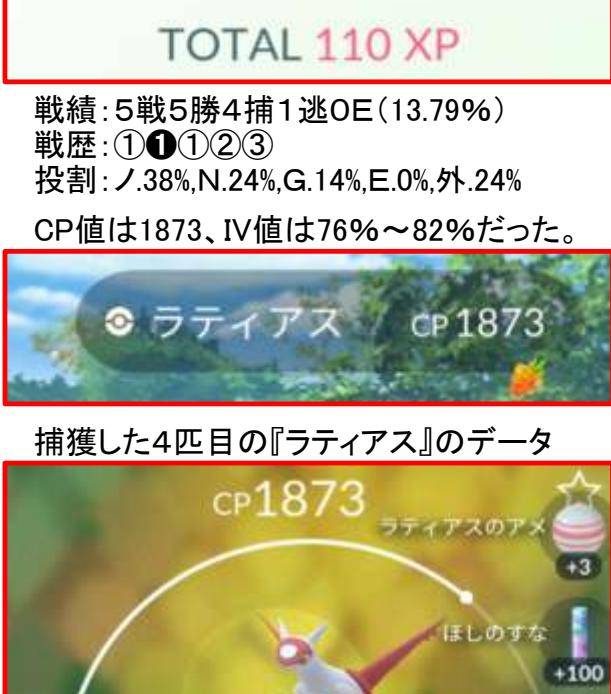 TOTAL 110 XP
戦績：５戦５勝４捕１逃OE（13.79％）
戦歴：①❶①②③
投割：ノ.38%,N.24%,G.14%,E.0%,外.24%
CP値は1873、IV値は76％～82％だった。
ラティアス CP1873
捕獲した４匹目の『ラティアス』のデータ
CP1873
ラティアスのアメ
+3
ほしのすな
+100